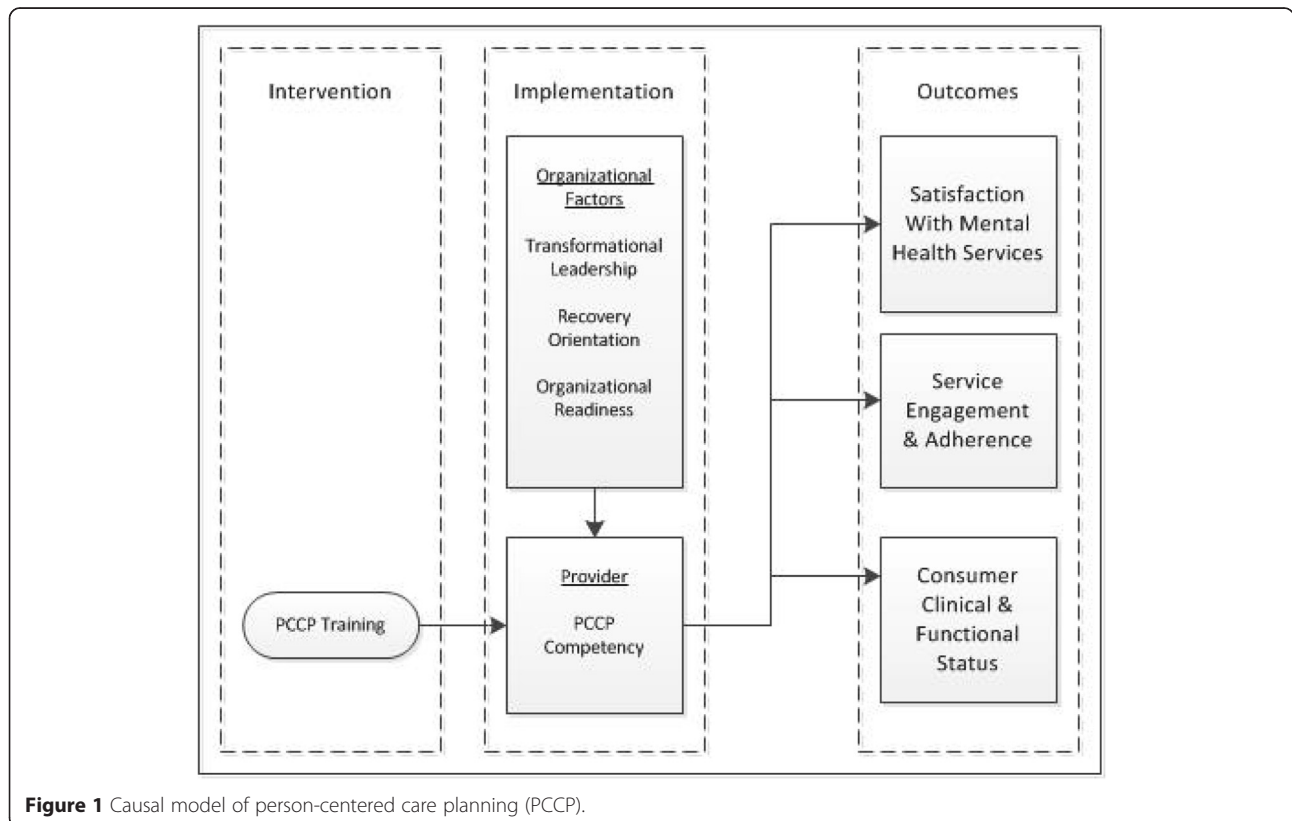 Intervention
PCCP Training
Implementation
Organizational
Factors
Transformational
Leadership
Recovery
Orientation
Organizational
Readiness
Provider
PCCP
Competency
Outcomes
Satisfaction
With Mental
Health Services
Service
Engagement
& Adherence
Consumer
Clinical &
Functional
Status
Figure 1 Causal model of person-centered care planning (PCCP).